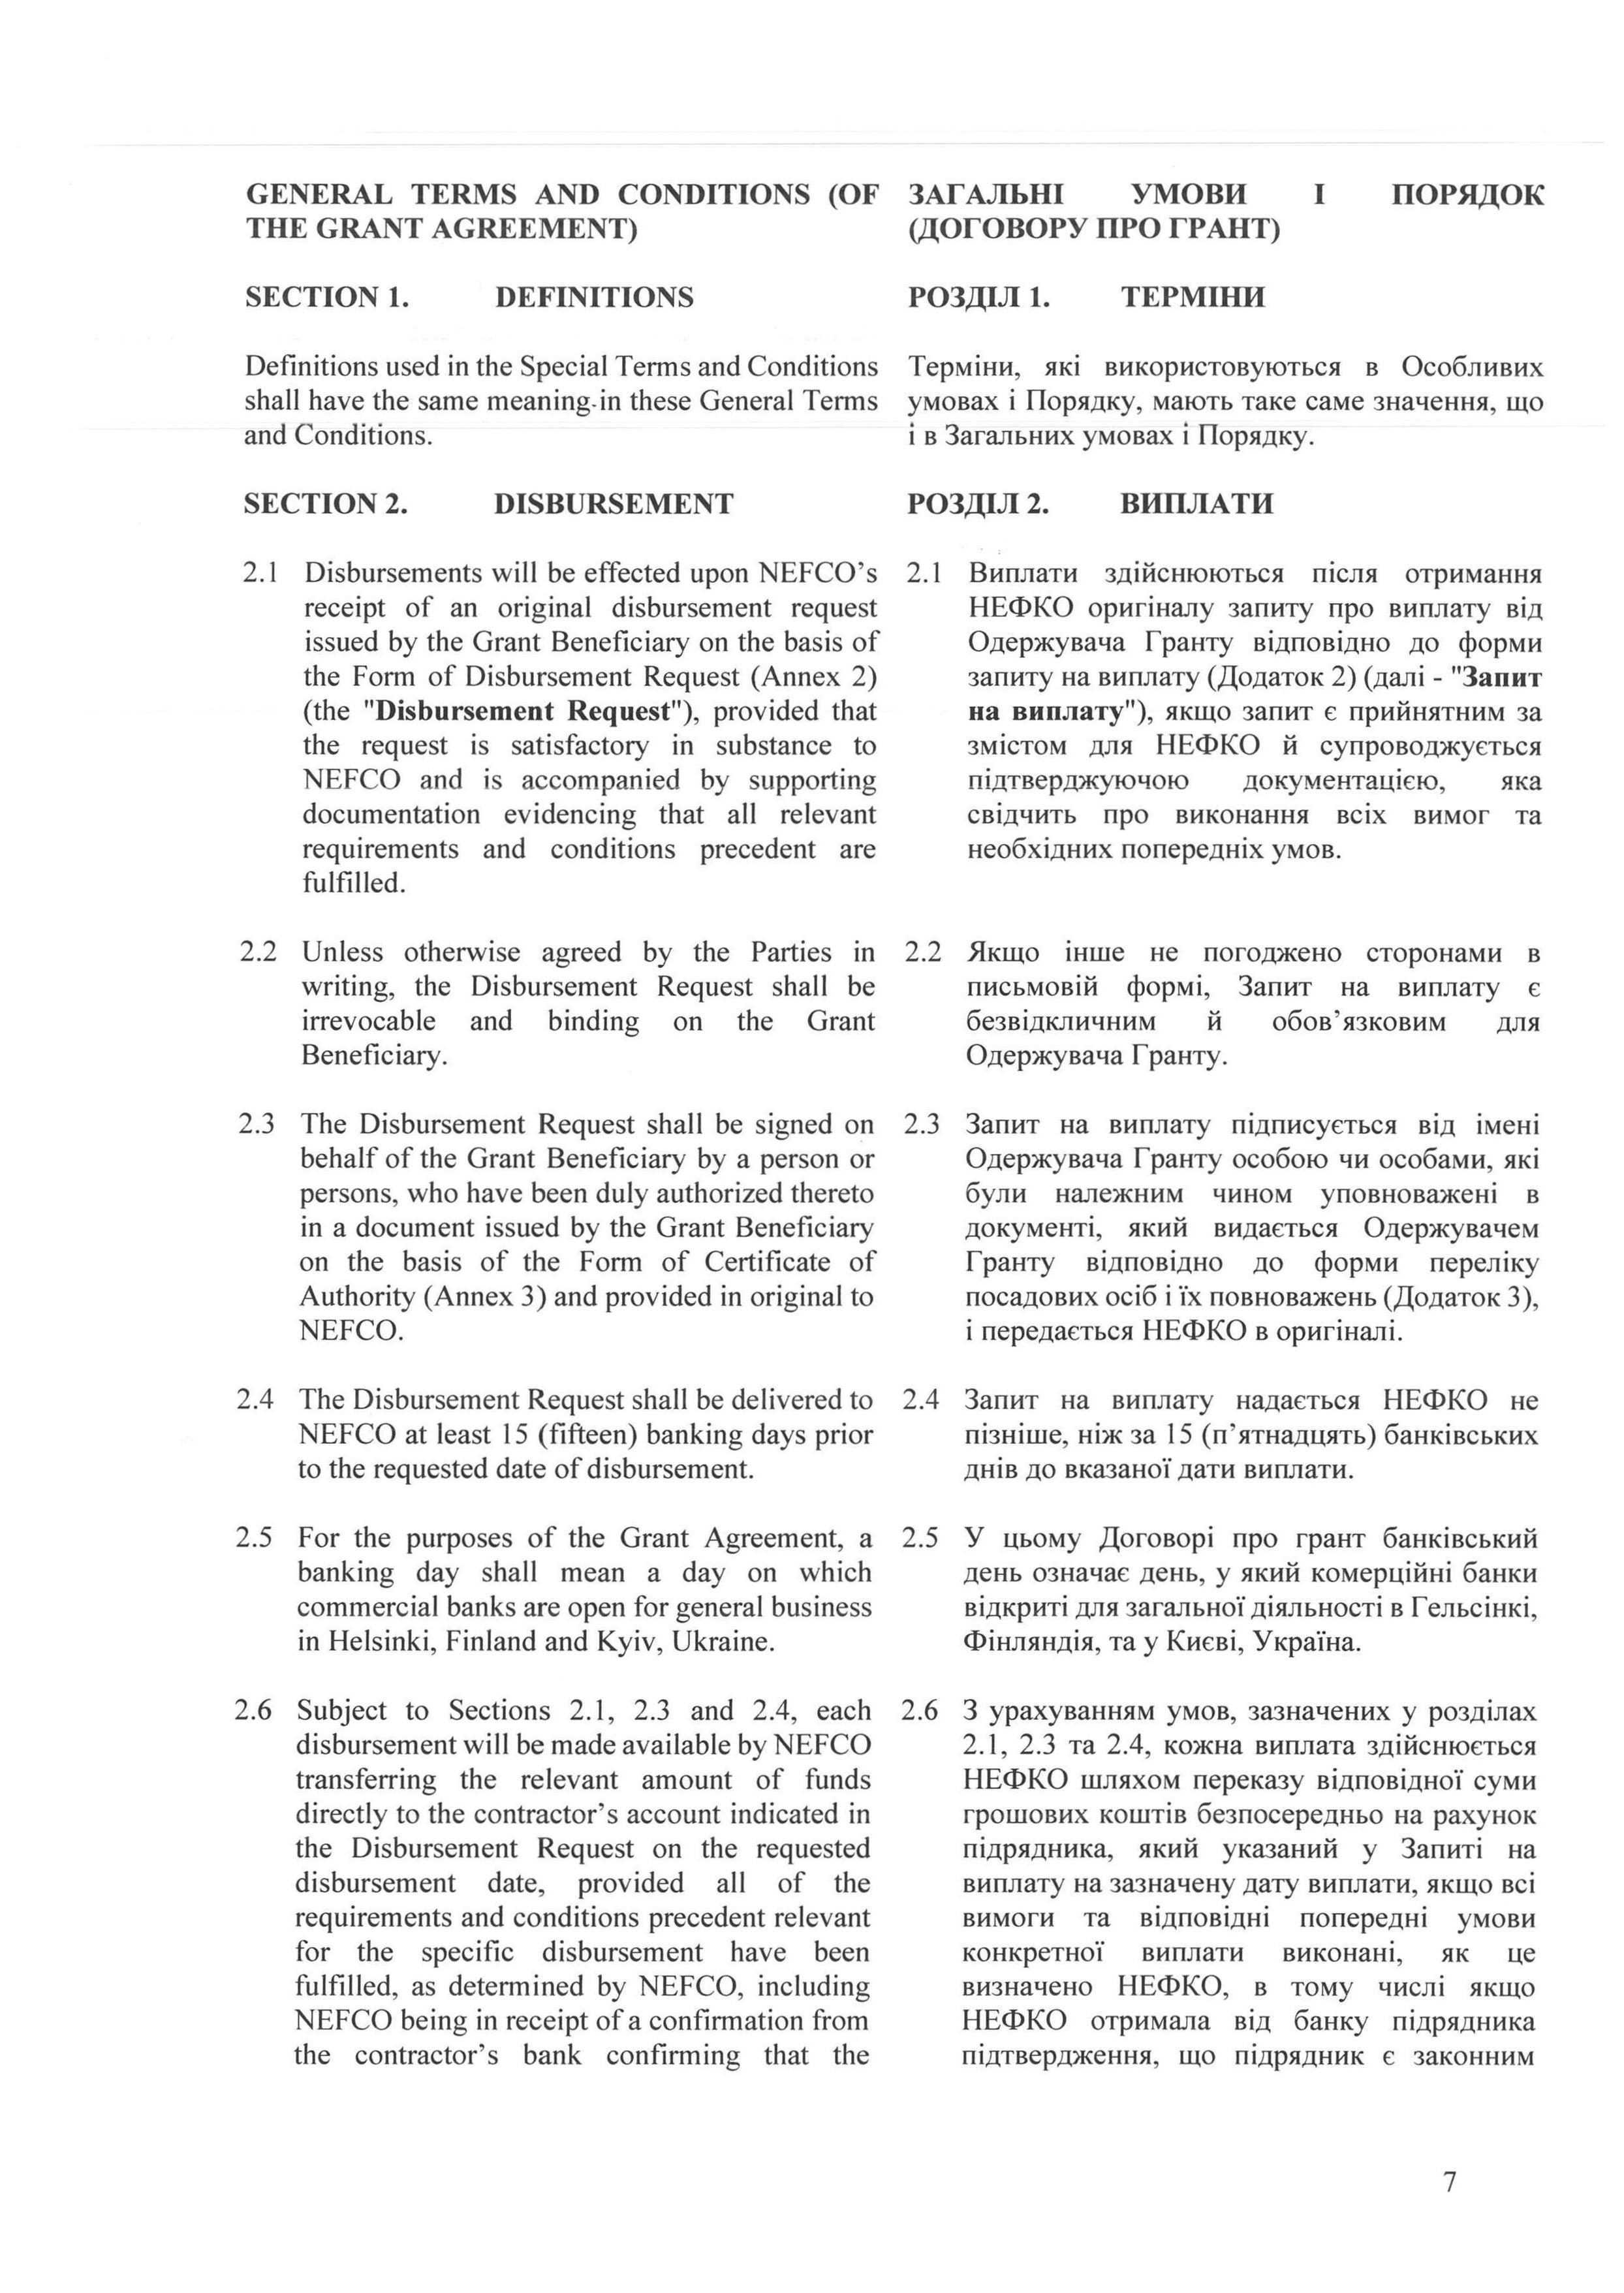 GENERAL TERMS AND CONDITIONS (OF
THE GRANT AGREEMENT)
SECTION 1. DEFINITIONS
Definitions used in the Special Terms and Conditions
shall have the same meaning in these General Terms
and Conditions.
SECTION 2. DISBURSEMENT
2.1 Disbursements will be effected upon NEFCO’s
receipt of an original disbursement request
issued by the Grant Beneficiary on the basis of
the Form of Disbursement Request (Annex 2)
(the "Disbursement Request"), provided that
the request is satisfactory in substance to
NEFCO and is accompanied by supporting
documentation evidencing that all relevant
requirements and conditions precedent are
fulfilled.
2.2 Unless otherwise agreed by the Parties in
writing, the Disbursement Request shall be
irrevocable and binding on the Grant
Beneficiary.
2.3 The Disbursement Request shall be signed on
behalf of the Grant Beneficiary by a person or
persons, who have been duly authorized thereto
in a document issued by the Grant Beneficiary
on the basis of the Form of Certificate of
Authority (Annex 3) and provided in original to
NEFCO.
2.4 The Disbursement Request shall be delivered to
NEFCO at least 15 (fifteen) banking days prior
to the requested date of disbursement.
2.5 For the purposes of the Grant Agreement, a
banking day shall mean a day on which
commercial banks are open for general business
in Helsinki, Finland and Kyiv, Ukraine.
2.6 Subject to Sections 2.1, 2.3 and 2.4, each
disbursement will be made available by NEFCO
transferring the relevant amount of funds
directly to the contractor’s account indicated in
the Disbursement Request on the requested
disbursement date, provided all of the
requirements and conditions precedent relevant
for the specific disbursement have been
fulfilled, as determined by NEFCO, including
NEFCO being in receipt of a confirmation from
the contractor’s bank confirming that the
ЗАГАЛЬНІ УМОВИ І ПОРЯДОК
(ДОГОВОРУ ПРО ГРАНТ)
РОЗДІЛ 1. ТЕРМІНИ
Терміни, які використовуються в Особливих
умовах і Порядку, мають таке саме значення, що
і в Загальних умовах і Порядку.
РОЗДІЛ 2. ВИПЛАТИ
2.1 Виплати здійснюються після отримання
НЕФКО оригіналу запиту про виплату від
Одержувача Гранту відповідно до форми
запиту на виплату (Додаток 2) (далі - "Запит
на виплату"), якщо запит є прийнятним за
змістом для НЕФКО й супроводжується
підтверджуючою документацією, яка
свідчить про виконання всіх вимог та
необхідних попередніх умов.
2.2 Якщо інше не погоджено сторонами в
письмовій формі, Запит на виплату є
безвідкличним й обов’язковим для
Одержувача Гранту.
2.3 Запит на виплату підписується від імені
Одержувача Гранту особою чи особами, які
були належним чином уповноважені в
документі, який видається Одержувачем
Гранту відповідно до форми переліку
посадових осіб і їх повноважень (Додаток 3),
і передається НЕФКО в оригіналі.
2.4 Запит на виплату надається НЕФКО не
пізніше, ніж за 15 (п’ятнадцять) банківських
днів до вказаної дати виплати.
2.5 У цьому Договорі про грант банківський
день означає день, у який комерційні банки
відкриті для загальної діяльності в Гельсінкі,
Фінляндія, та у Києві, Україна.
2.6 З урахуванням умов, зазначених у розділах
2.1, 2.3 та 2.4, кожна виплата здійснюється
НЕФКО шляхом переказу відповідної суми
грошових коштів безпосередньо на рахунок
підрядника, який указаний у Запиті на
виплату на зазначену дату виплати, якщо всі
вимоги та відповідні попередні умови
конкретної виплати виконані, як це
визначено НЕФКО, в тому числі якщо
НЕФКО отримала від банку підрядника
підтвердження, що підрядник є законним
7